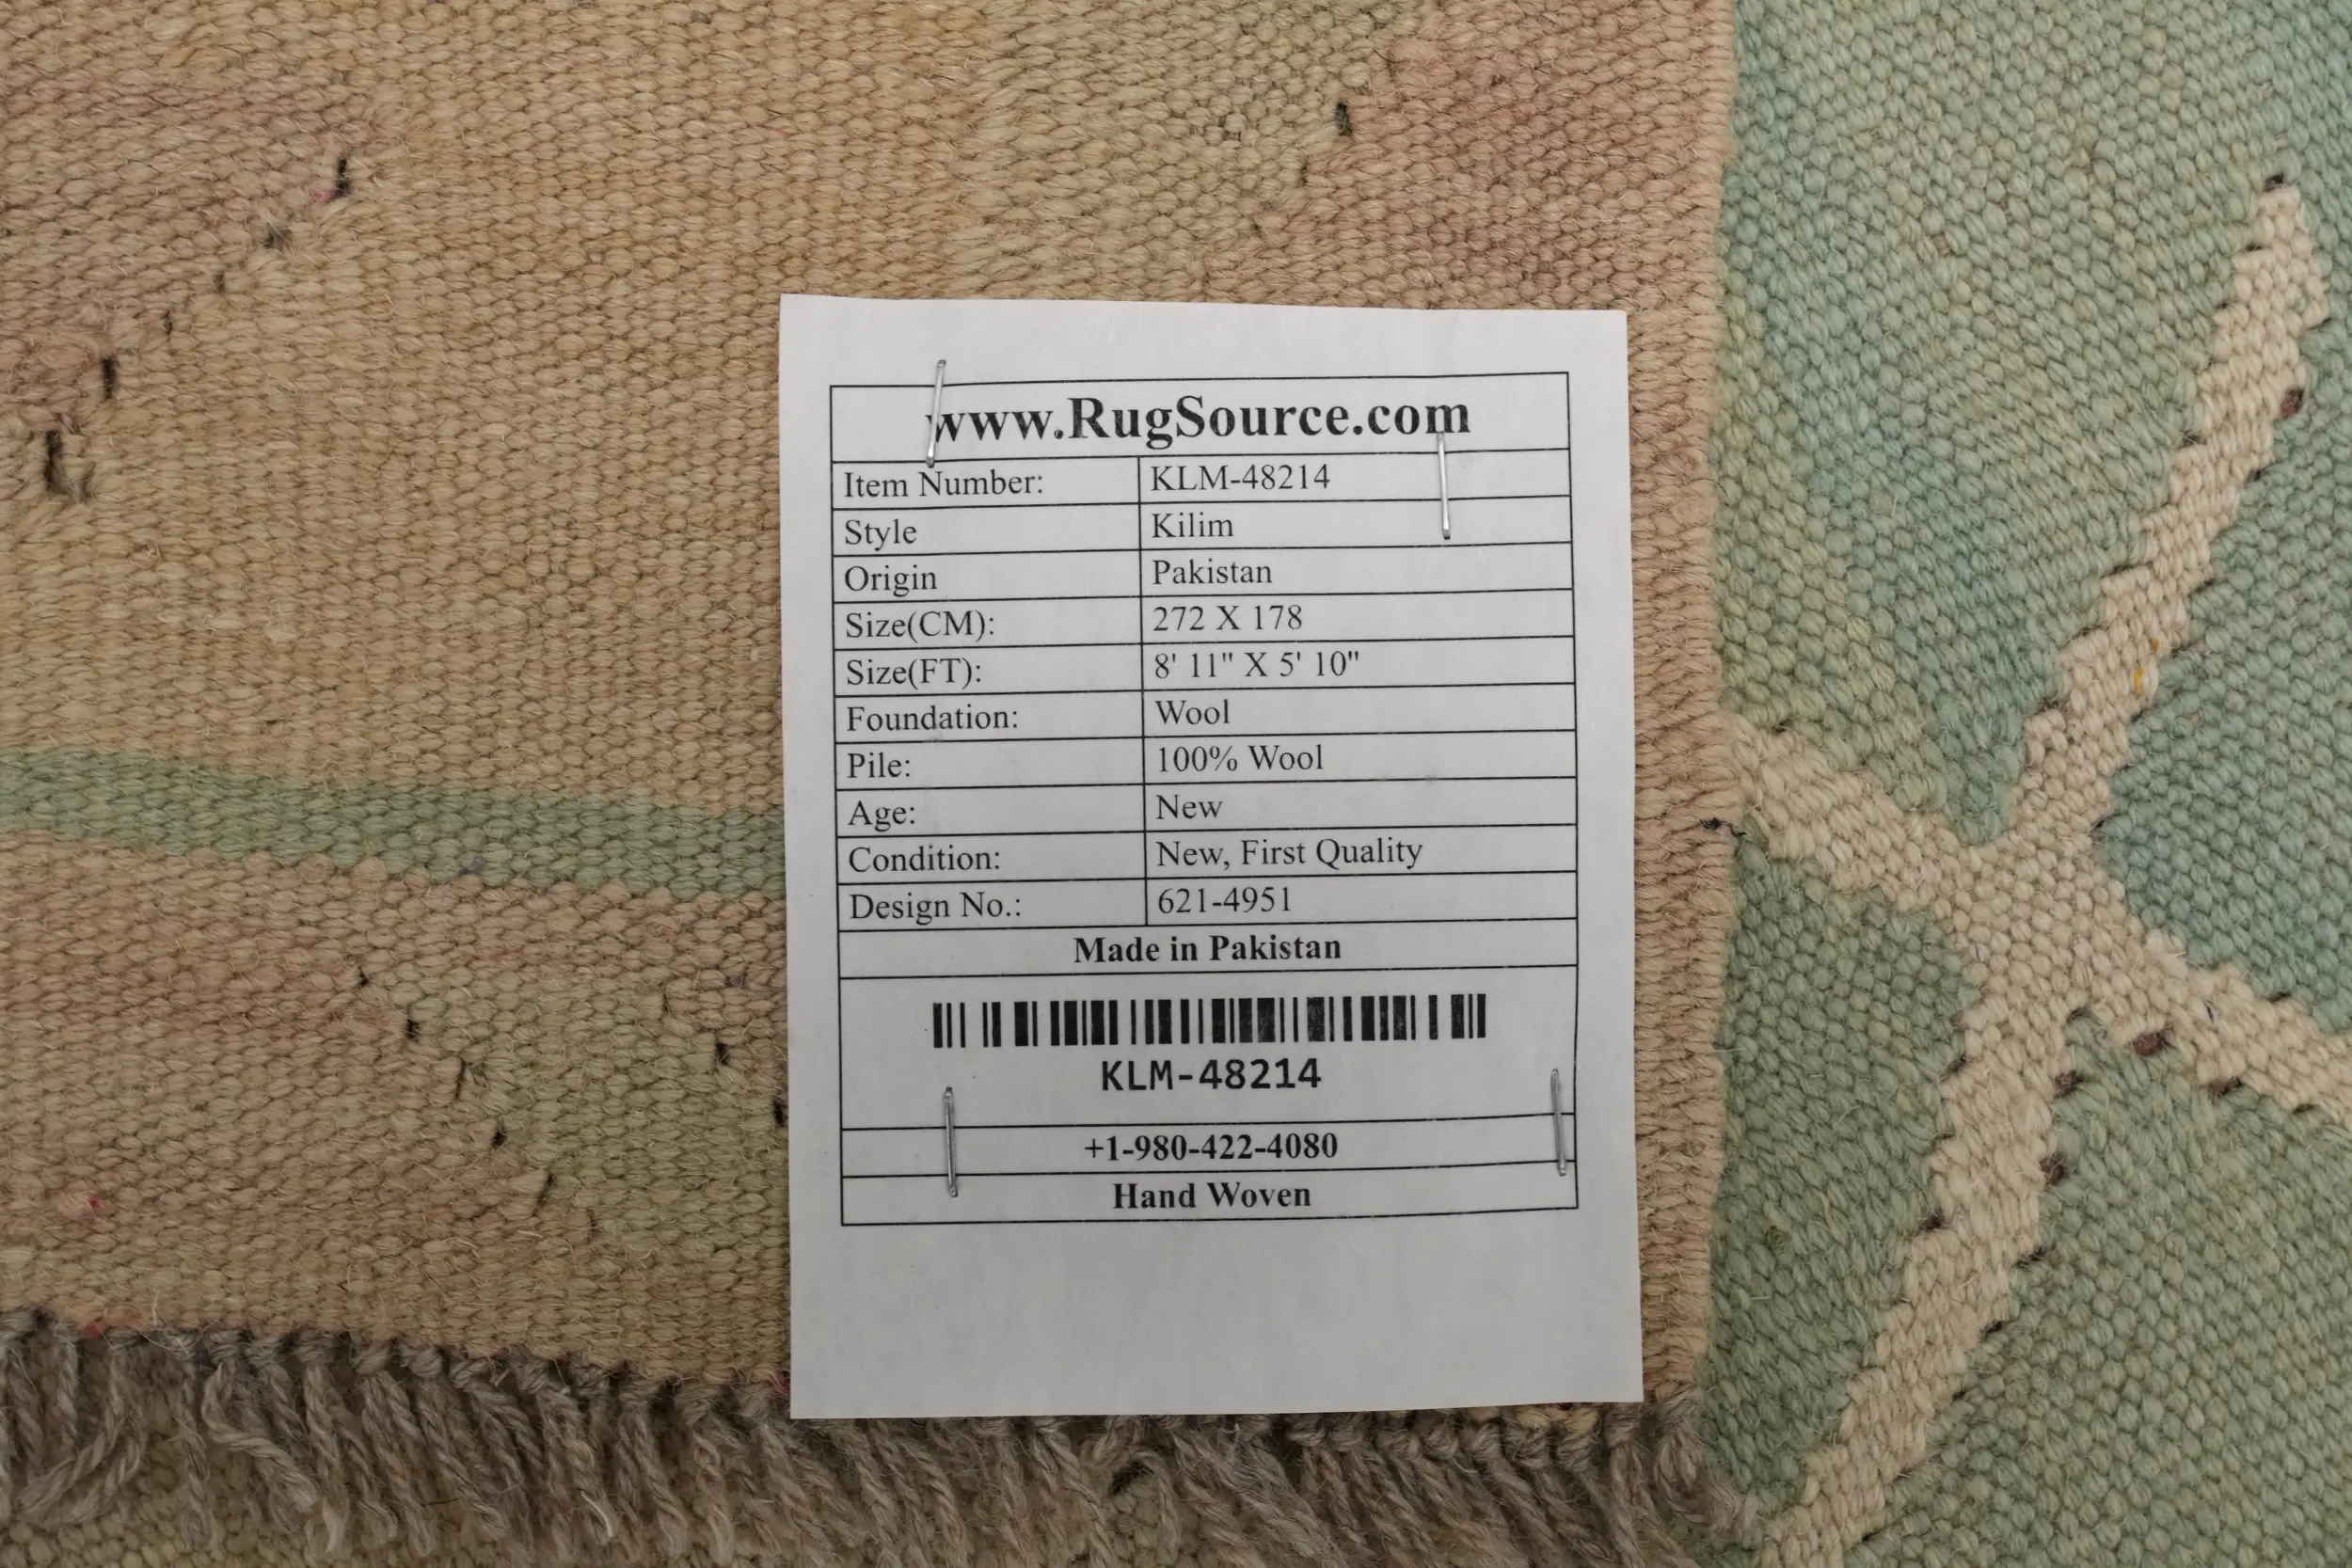 www.RugSource.com
Item Number: KLM-48214
Style Kilim
Origin Pakistan
Size(CM): 272 X 178
Size(FT): 8' 11" X 5' 10"
Foundation: Wool
Pile: 100% Wool
Age: New
Condition: New, First Quality
Design No.: 621-4951
Made in Pakistan
KLM-48214
+1-980-422-4080
Hand Woven